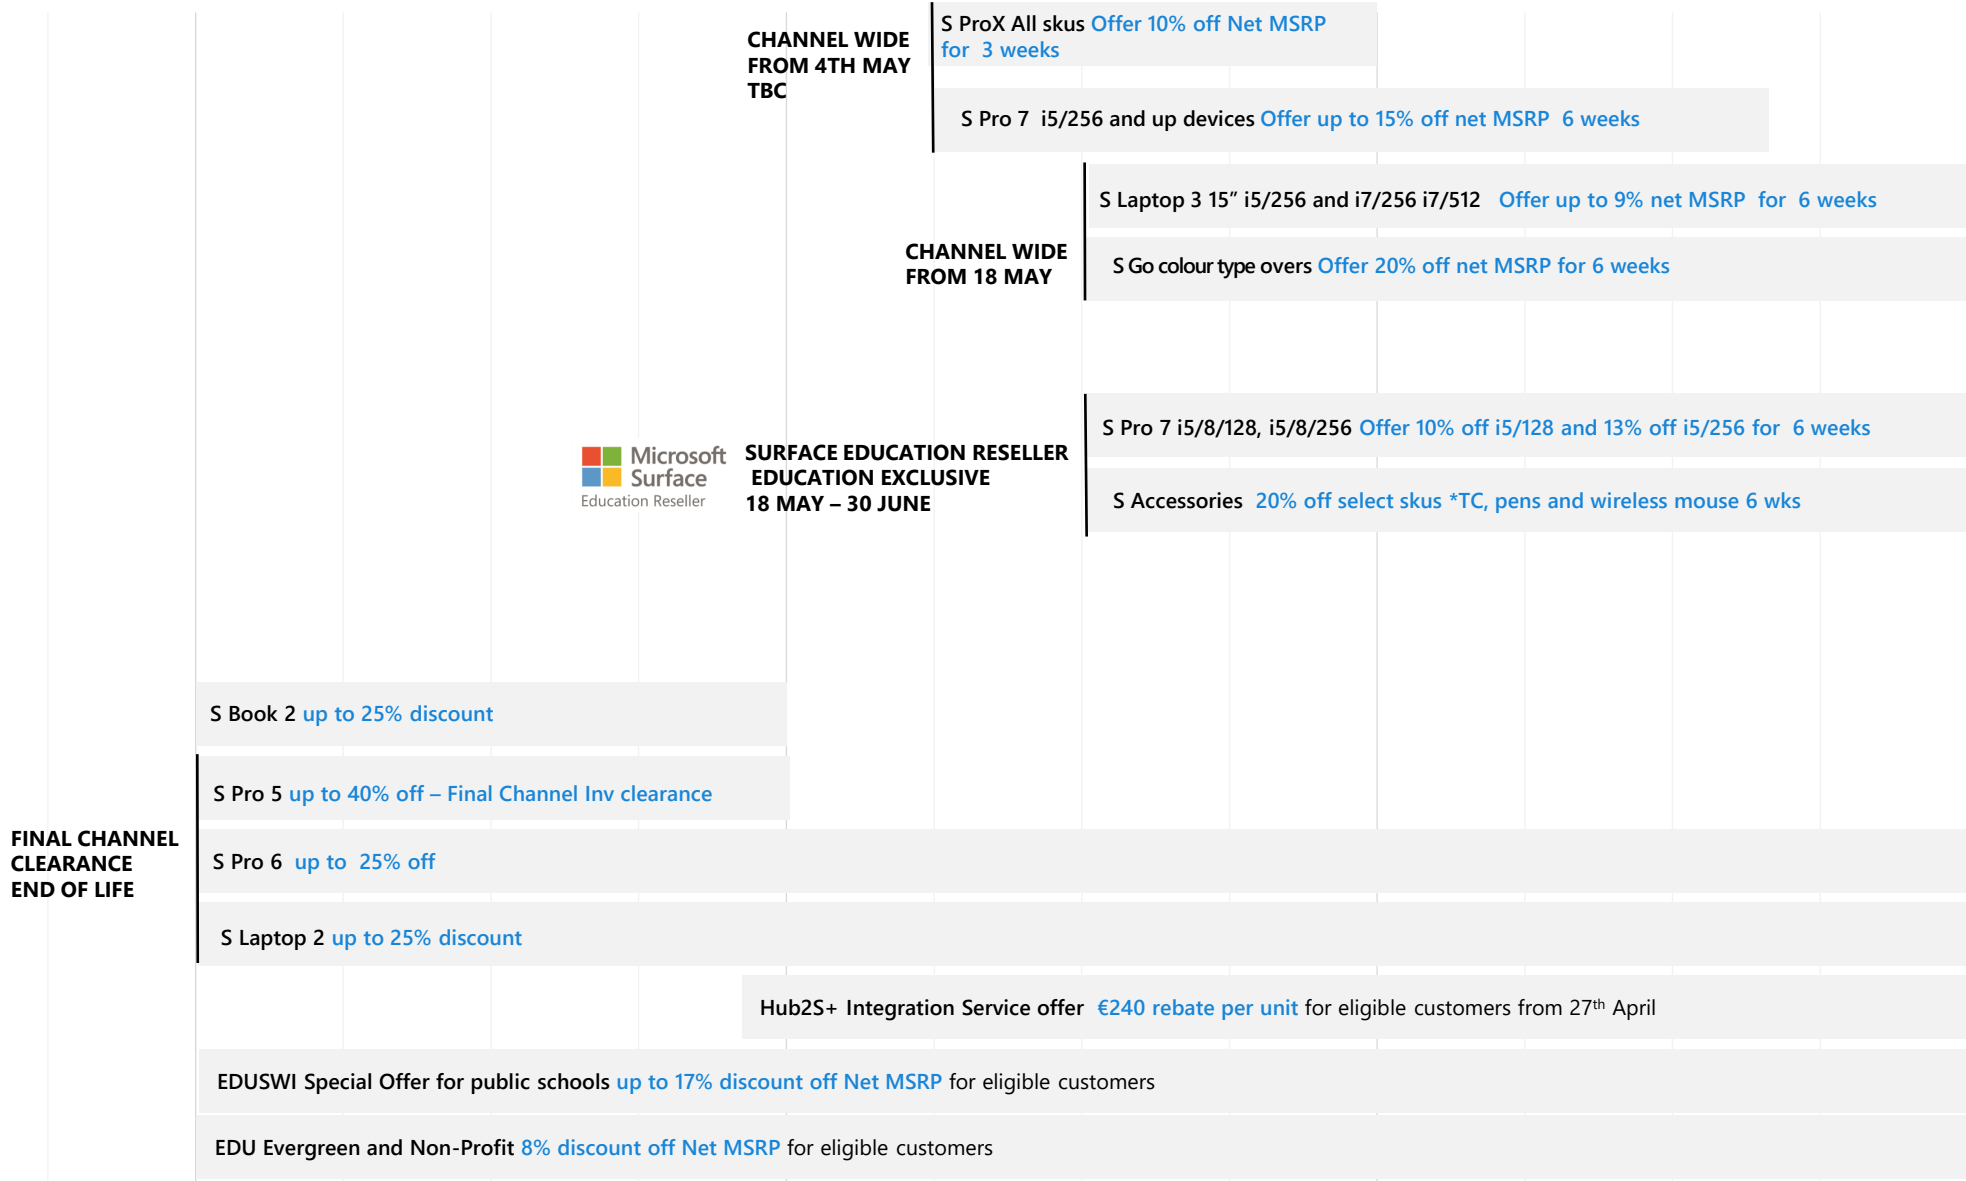 CHANNEL WIDE
FROM 4TH MAY
TBC
S ProX All skus Offer 10% off Net MSRP
for 3 weeks
S Pro 7 i5/256 and up devices Offer up to 15% off net MSRP 6 weeks
CHANNEL WIDE
FROM 18 MAY
S Laptop 3 15” i5/256 and i7/256 i7/512 Offer up to 9% net MSRP for 6 weeks
S Go colour type overs Offer 20% off net MSRP for 6 weeks
Microsoft
Surface
Education Reseller
SURFACE EDUCATION RESELLER
EDUCATION EXCLUSIVE
18 MAY – 30 JUNE
S Pro 7 i5/8/128, i5/8/256 Offer 10% off i5/128 and 13% off i5/256 for 6 weeks
S Accessories 20% off select skus *TC, pens and wireless mouse 6 wks
S Book 2 up to 25% discount
FINAL CHANNEL
CLEARANCE
END OF LIFE
S Pro 5 up to 40% off – Final Channel Inv clearance
S Pro 6 up to 25% off
S Laptop 2 up to 25% discount
Hub2S+ Integration Service offer €240 rebate per unit for eligible customers from 27th April
EDUSWI Special Offer for public schools up to 17% discount off Net MSRP for eligible customers
EDU Evergreen and Non-Profit 8% discount off Net MSRP for eligible customers